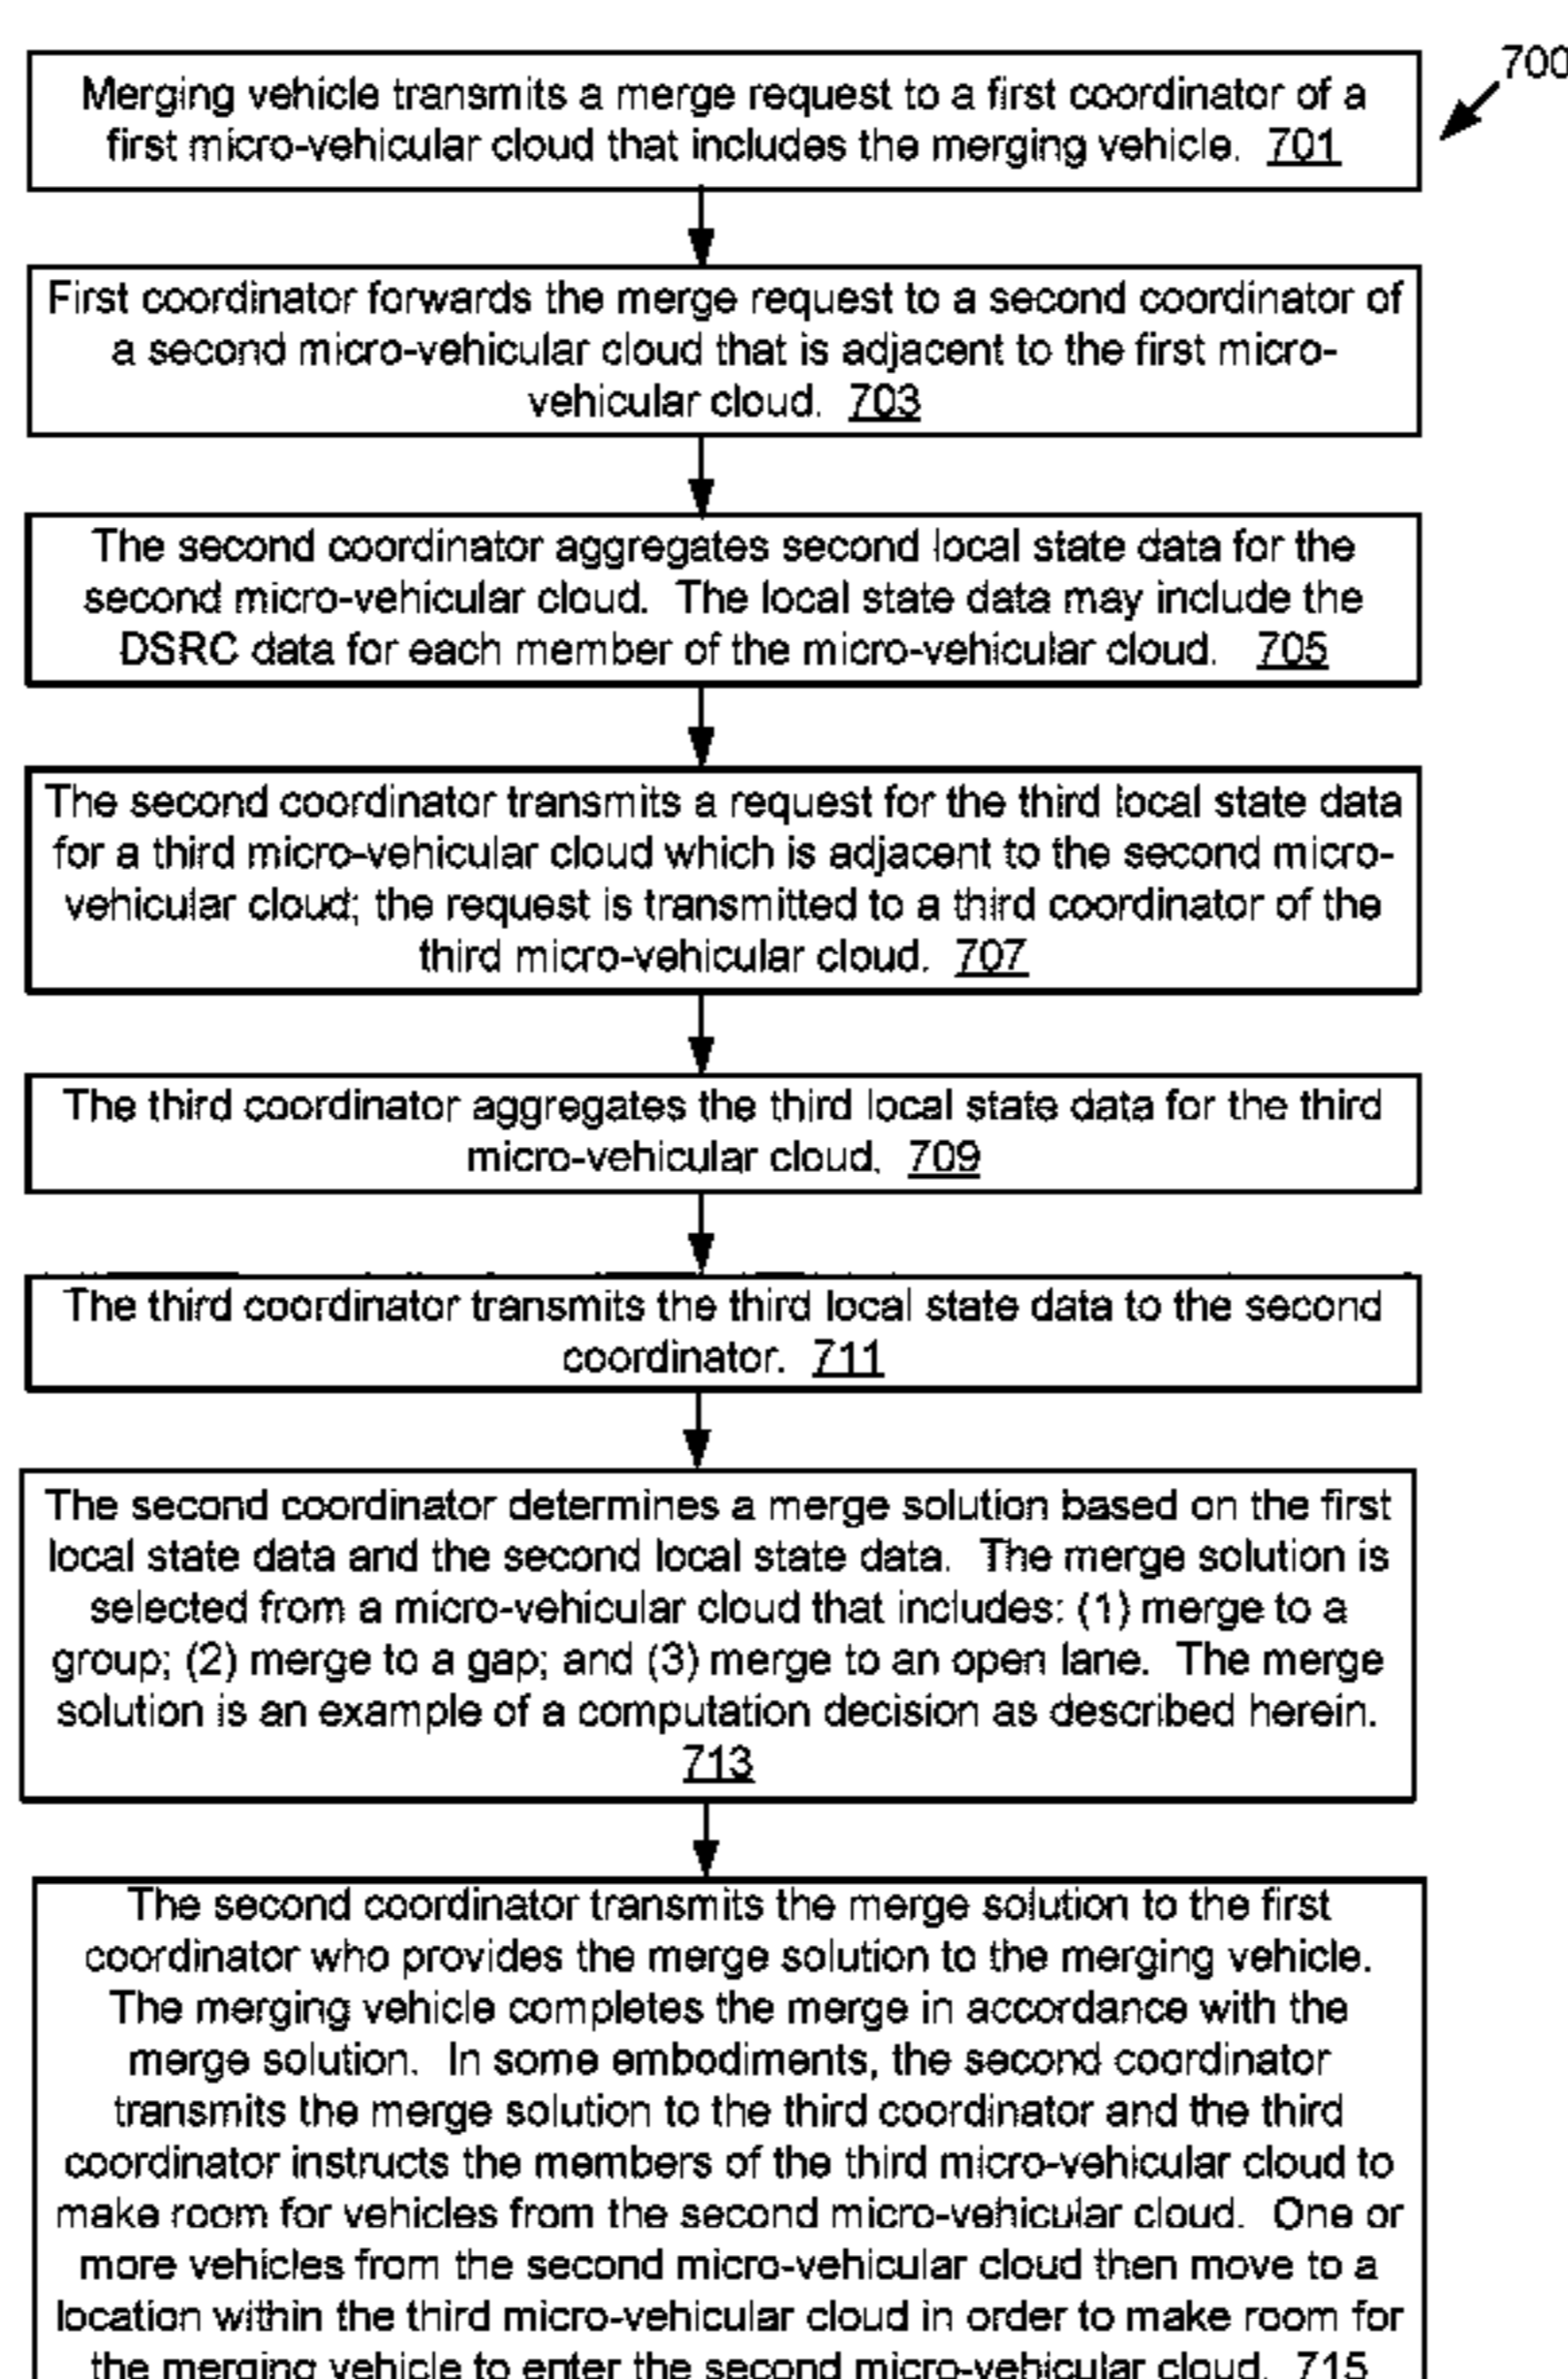 700
Merging vehicle transmits a merge request to a first coordinator of a
first micro-vehicular cloud that includes the merging vehicle. 701
First coordinator forwards the merge request to a second coordinator of
a second micro-vehicular cloud that is adjacent to the first micro-
vehicular cloud. 703
The second coordinator aggregates second local state data for the
second micro-vehicular cloud. The local state data may include the
DSRC data for each member of the micro-vehicular cloud. 705
The second coordinator transmits a request for the third local state data
for a third micro-vehicular cloud which is adjacent to the second micro-
vehicular cloud; the request is transmitted to a third coordinator of the
third micro-vehicular cloud. 707
The third coordinator aggregates the third local state data for the third
micro-vehicular cloud. 709
The third coordinator transmits the third local state data to the second
coordinator. 711
The second coordinator determines a merge solution based on the first
local state data and the second local state data. The merge solution is
selected from a micro-vehicular cloud that includes: (1) merge to a
group; (2) merge to a gap; and (3) merge to an open lane. The merge
solution is an example of a computation decision as described herein.
713
The second coordinator transmits the merge solution to the first
coordinator who provides the merge solution to the merging vehicle.
The merging vehicle completes the merge in accordance with the
merge solution. In some embodiments, the second coordinator
transmits the merge solution to the third coordinator and the third
coordinator instructs the members of the third micro-vehicular cloud to
make room for vehicles from the second micro-vehicular cloud. One or
more vehicles from the second micro-vehicular cloud then move to a
location within the third micro-vehicular cloud in order to make room for
the merging vehicle to enter the second micro-vehicular cloud. 715